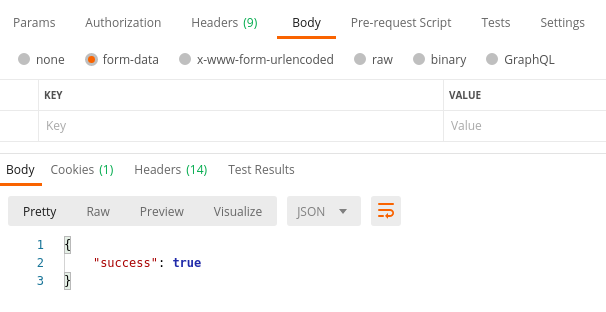 Params Authorization Headers (9) Body Pre-request Script Tests Settings
none form-data x-www-form-urlencoded raw binary GraphQL
KEY VALUE
Key Value
Body Cookies (1) Headers (14) Test Results
Pretty Raw Preview Visualize JSON
1 {
2 "success": true
3 }